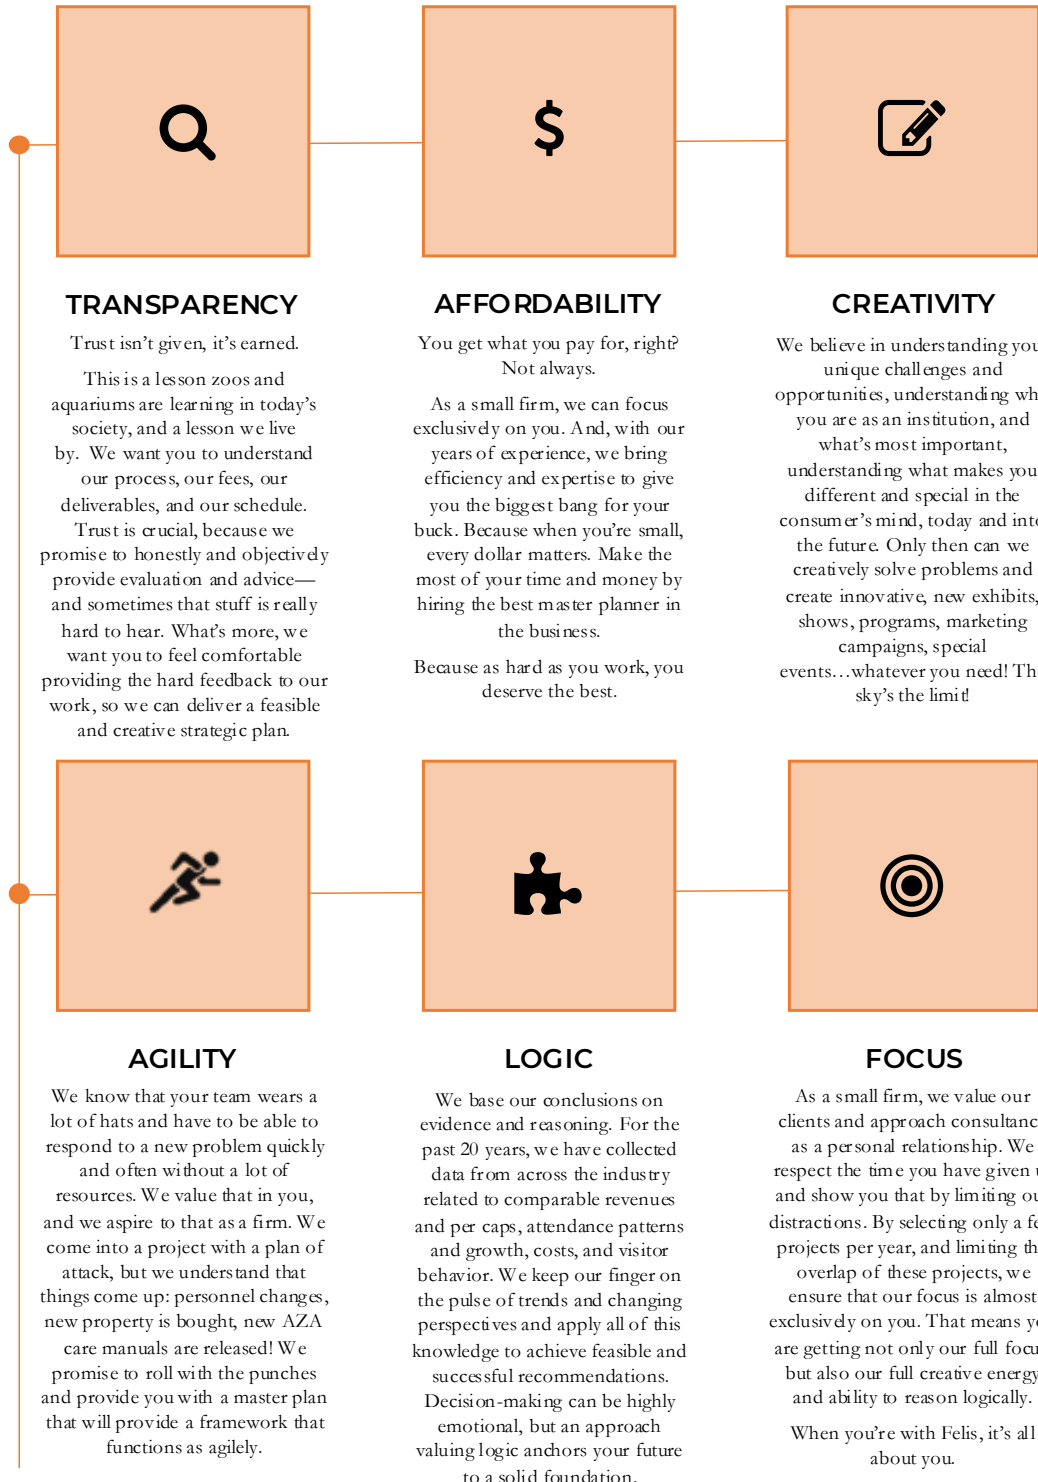 TRANSPARENCY
Trust isn't given, it's earned.
This is a lesson zoos and
aquariums are learning in today's
society, and a lesson we live
by. We want you to understand
our process, our fees, our
deliverables, and our schedule.
Trust is crucial, because we
promise to honestly and objectively
provide evaluation and advice—
and sometimes that stuff is really
hard to hear. What's more, we
want you to feel comfortable
providing the hard feedback to our
work, so we can deliver a feasible
and creative strategic plan.
AFFORDABILITY
You get what you pay for, right?
Not always.
As a small firm, we can focus
exclusively on you. And, with our
years of experience, we bring
efficiency and expertise to give
you the biggest bang for your
buck. Because when you're small,
every dollar matters. Make the
most of your time and money by
hiring the best master planner in
the business.
Because as hard as you work, you
deserve the best.
CREATIVITY
We believe in understanding
unique challenges and
opportunities, understanding
you are as an institution, and
what's most important,
understanding what makes you
different and special in the
consumer's mind, today and
the future. Only then can we
creatively solve problems and
create innovative, new exhibits,
shows, programs, marketing
campaigns, special
events…whatever you need!
sky's the limit!
AGILITY
We know that your team wears a
lot of hats and have to be able to
respond to a new problem quickly
and often without a lot of
resources. We value that in you,
and we aspire to that as a firm. We
come into a project with a plan of
attack, but we understand that
things come up: personnel changes,
new property is bought, new AZA
care manuals are released! We
promise to roll with the punches
and provide you with a master plan
that will provide a framework that
functions as agilely.
LOGIC
We base our conclusions on
evidence and reasoning. For the
past 20 years, we have collected
data from across the industry
related to comparable revenues
and per caps, attendance patterns
and growth, costs, and visitor
behavior. We keep our finger on
the pulse of trends and changing
perspectives and apply all of this
knowledge to achieve feasible and
successful recommendations.
Decision-making can be highly
emotional, but an approach
valuing logic anchors your future
to a solid foundation.
FOCUS
As a small firm, we value our
clients and approach
as a personal relationship. We
respect the time you have given
and show you that by limiting
distractions. By selecting only a
projects per year, and limiting
overlap of these projects, we
ensure that our focus is almost
exclusively on you. That means
are getting not only our full
but also our full creative energy
and ability to reason logically.
When you're with Felis, it's all
about you.